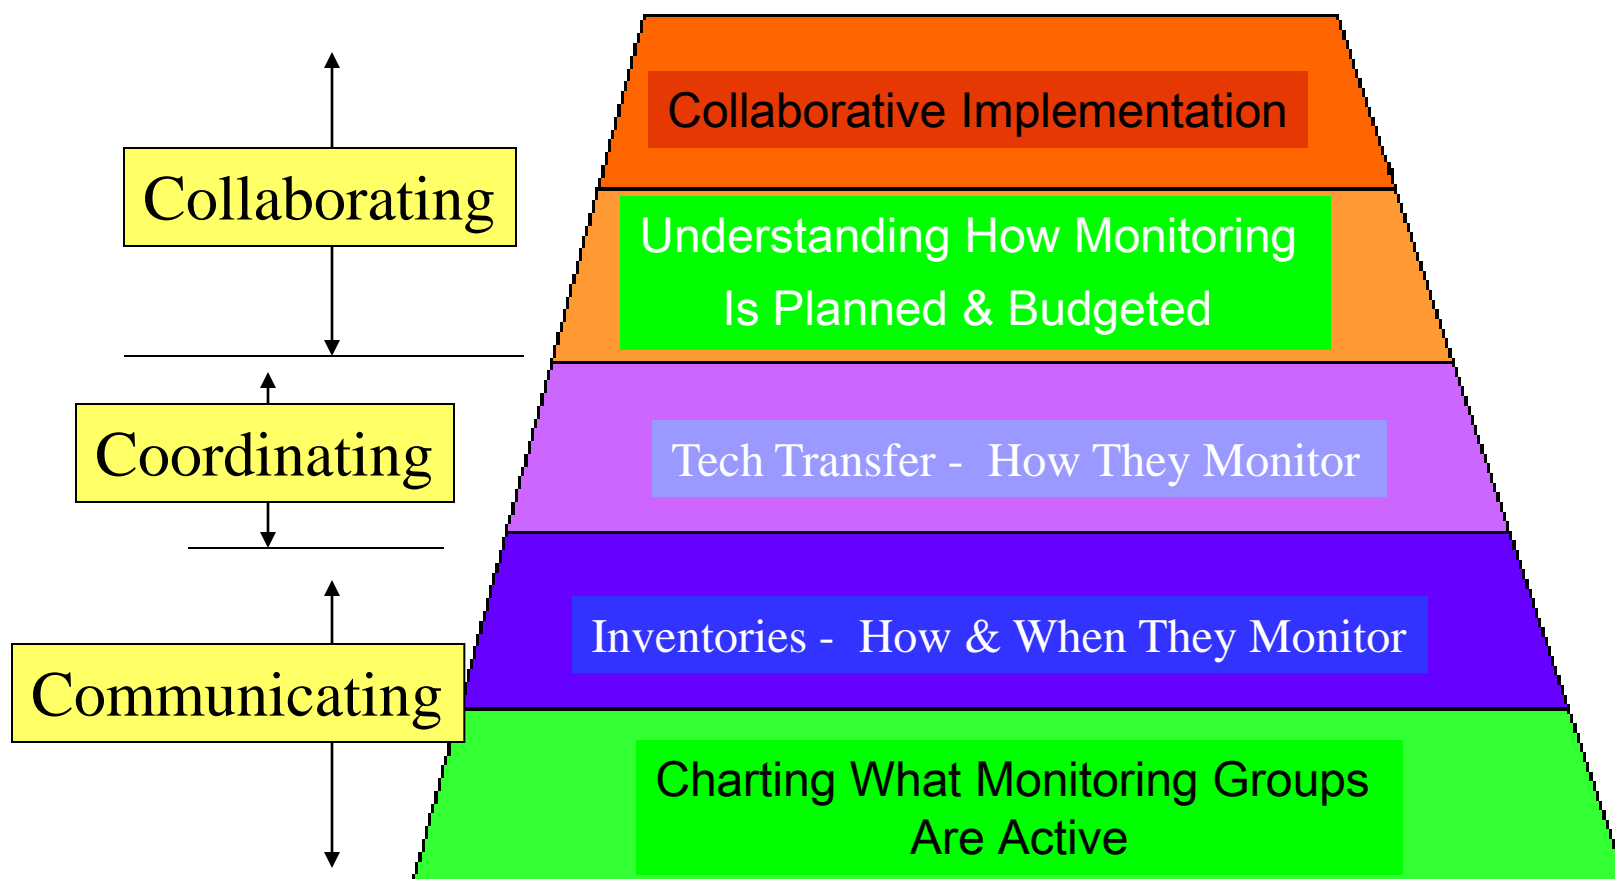 Collaborative Implementation
Collaborating
Understanding How Monitoring
Is Planned & Budgeted
Coordinating
Tech Transfer - How They Monitor
Inventories - How & When They Monitor
Communicating
Charting What Monitoring Groups
Are Active